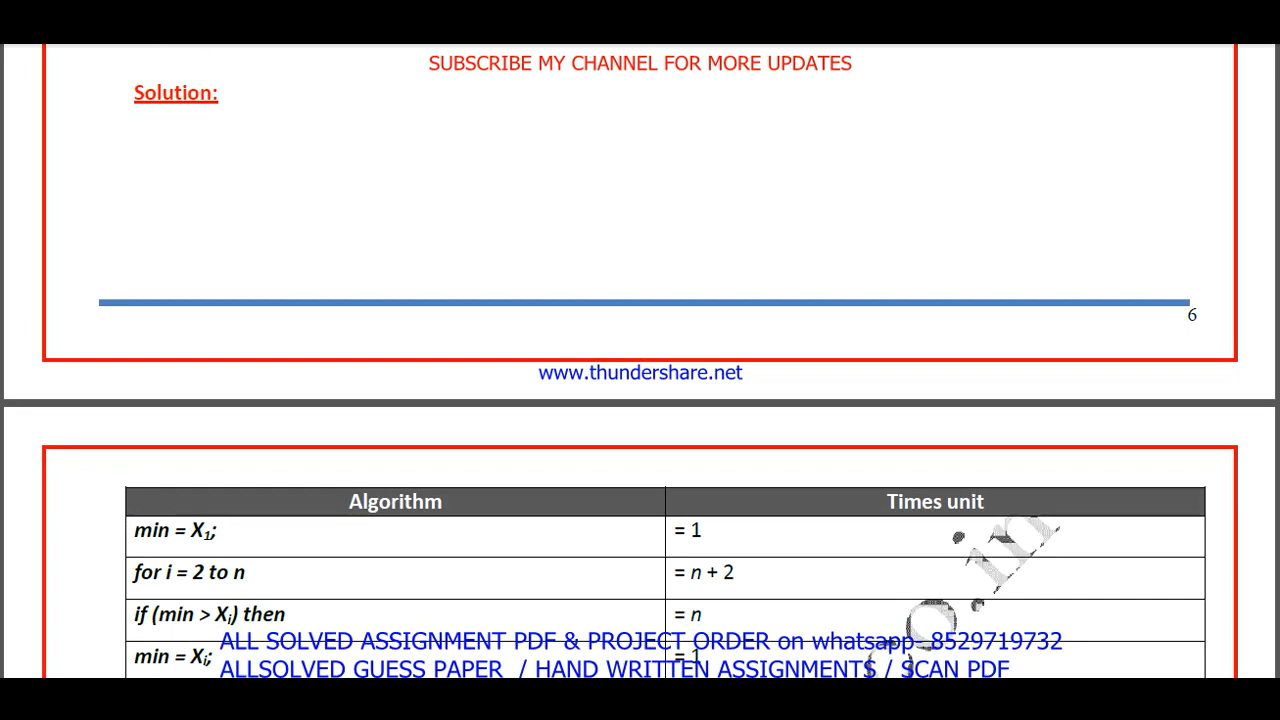 SUBSCRIBE MY CHANNEL FOR MORE UPDATES
Solution:
6
www.thundershare.net
Algorithm Times unit
min = X₁; = 1
for i = 2 to n = n + 2
if (min > Xᵢ) then = n
min = Xᵢ; = 1
ALL SOLVED ASSIGNMENT PDF & PROJECT ORDER on whatsapp- 8529719732
ALLSOLVED GUESS PAPER / HAND WRITTEN ASSIGNMENTS / SCAN PDF